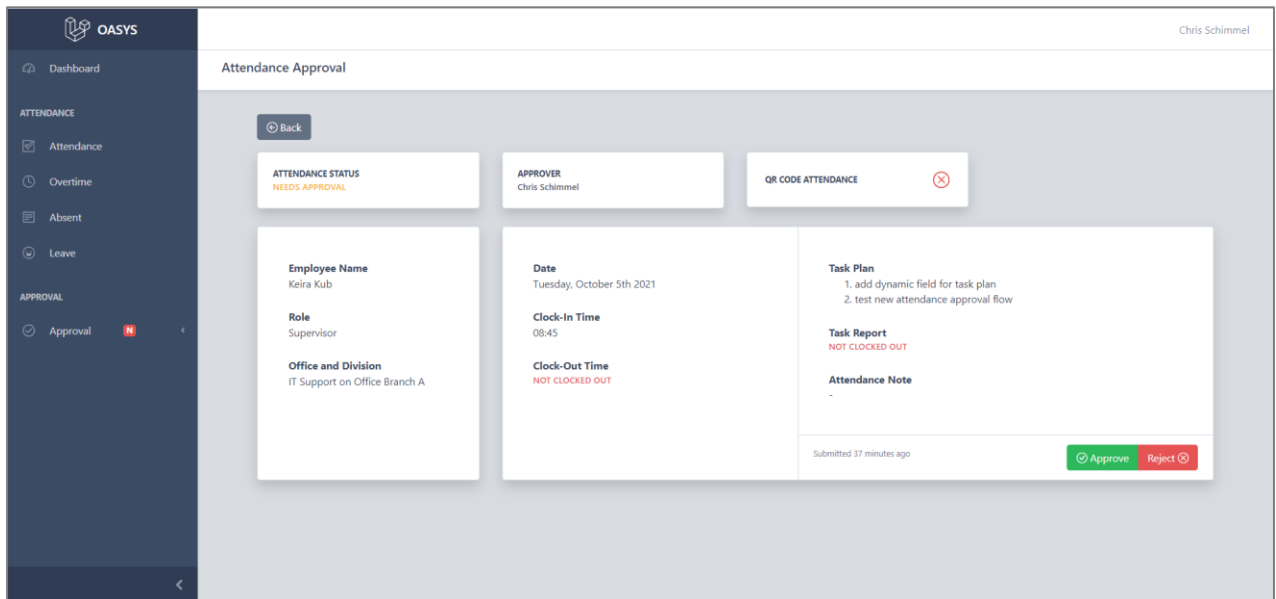 OASYS
Chris Schimmel
Dashboard
Attendance Approval
ATTENDANCE
Attendance
Overtime
Absent
Leave
APPROVAL
Approval N
Back
ATTENDANCE STATUS
NEEDS APPROVAL
APPROVER
Chris Schimmel
QR CODE ATTENDANCE
Employee Name
Keira Kub
Role
Supervisor
Office and Division
IT Support on Office Branch A
Date
Tuesday, October 5th 2021
Clock-In Time
08:45
Clock-Out Time
NOT CLOCKED OUT
Task Plan
1. add dynamic field for task plan
2. test new attendance approval flow
Task Report
NOT CLOCKED OUT
Attendance Note
-
Submitted 37 minutes ago
Approve Reject